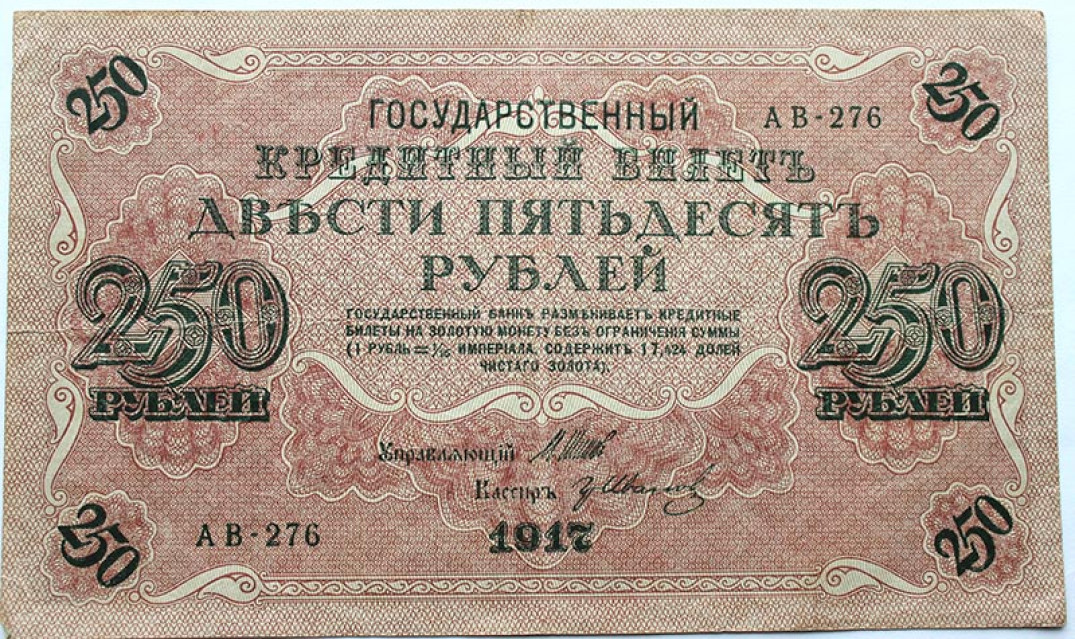 250
250
ГОСУДАРСТВЕННЫЙ
АВ-276
КРЕДИТНЫЙ БИЛЕТЪ
ДВѢСТИ ПЯТЬДЕСЯТЪ
РУБЛЕЙ
250
РУБЛЕЙ
ГОСУДАРСТВЕННЫЙ БАНКЪ РАЗМѢНИВАЕТЪ КРЕДИТНЫЕ
БИЛЕТЫ НА ЗОЛОТУЮ МОНЕТУ БЕЗЪ ОГРАНИЧЕНІЯ СУММЫ
(1 РУБЛЬ = 1/15 ИМПЕРІАЛА, СОДЕРЖИТЪ 17,424 ДОЛЕЙ
ЧИСТАГО ЗОЛОТА).
250
РУБЛЕЙ
Управляющій
Кассиръ
250
АВ-276
1917
250